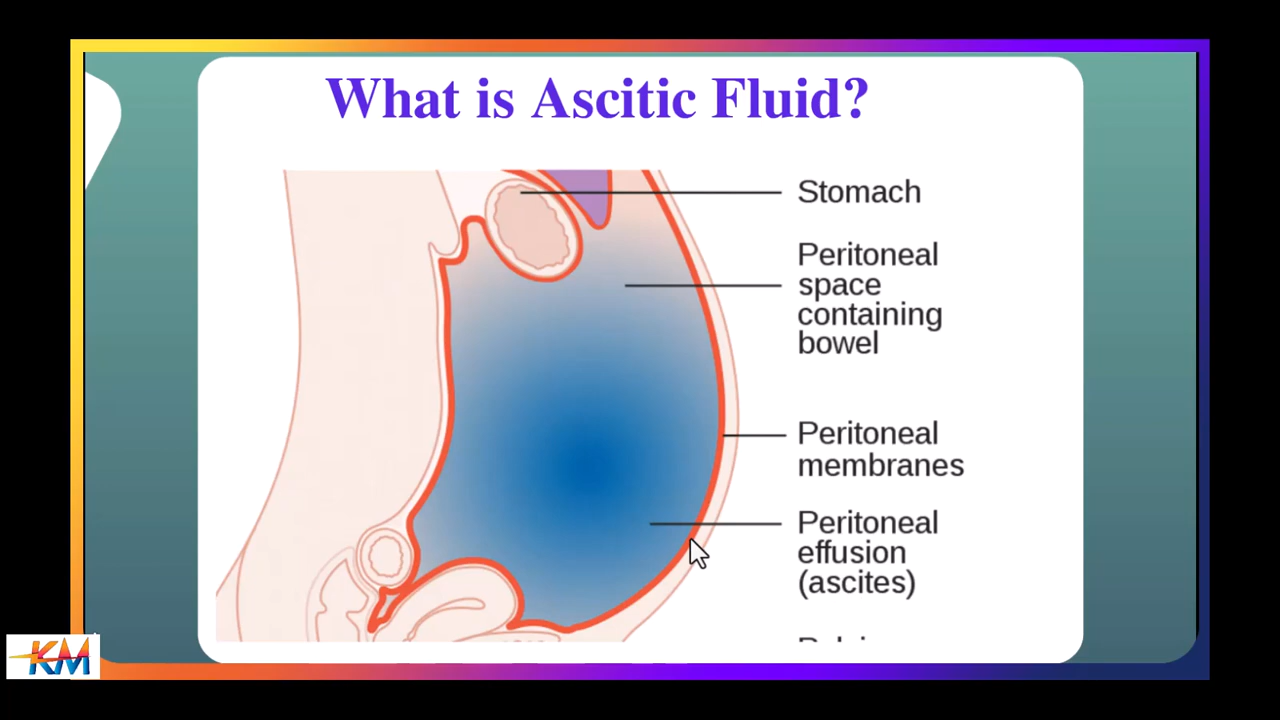 What is Ascitic Fluid?
Stomach
Peritoneal
space
containing
bowel
Peritoneal
membranes
Peritoneal
effusion
(ascites)
KM